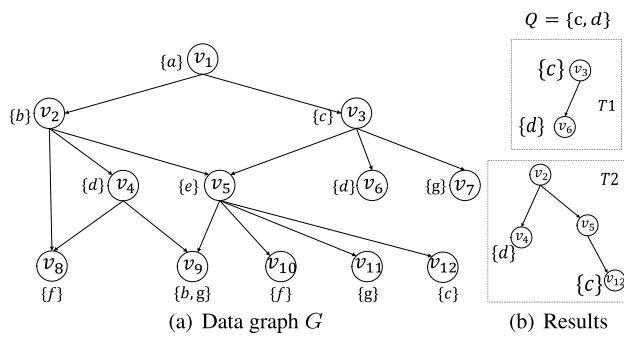 Q = {c, d}
{a} v1
{b} v2
{c} v3
{d} v4
{e} v5
{d} v6
{g} v7
v8
v9
v10
v11
v12
{f}
{b, g}
{f}
{g}
{c}
(a) Data graph G
{c} v3
T1
{d} v6
v2
T2
v4
v5
{d}
{c} v12
(b) Results